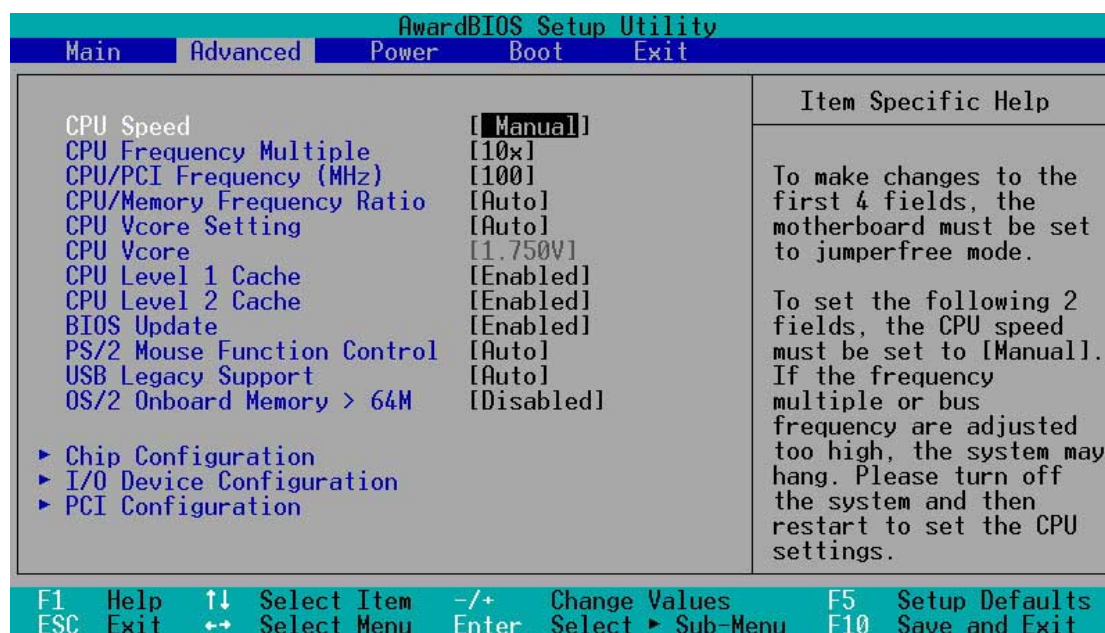 AwardBIOS Setup Utility
Main Advanced Power Boot Exit
CPU Speed [ Manual]
CPU Frequency Multiple [10x]
CPU/PCI Frequency (MHz) [100]
CPU/Memory Frequency Ratio [Auto]
CPU Vcore Setting [Auto]
CPU Vcore [1.750V]
CPU Level 1 Cache [Enabled]
CPU Level 2 Cache [Enabled]
BIOS Update [Enabled]
PS/2 Mouse Function Control [Auto]
USB Legacy Support [Auto]
OS/2 Onboard Memory > 64M [Disabled]
► Chip Configuration
► I/O Device Configuration
► PCI Configuration
Item Specific Help
To make changes to the
first 4 fields, the
motherboard must be set
to jumperfree mode.
To set the following 2
fields, the CPU speed
must be set to [Manual].
If the frequency
multiple or bus
frequency are adjusted
too high, the system may
hang. Please turn off
the system and then
restart to set the CPU
settings.
F1 Help ↑↓ Select Item -/+ Change Values F5 Setup Defaults
ESC Exit ←→ Select Menu Enter Select ► Sub-Menu F10 Save and Exit